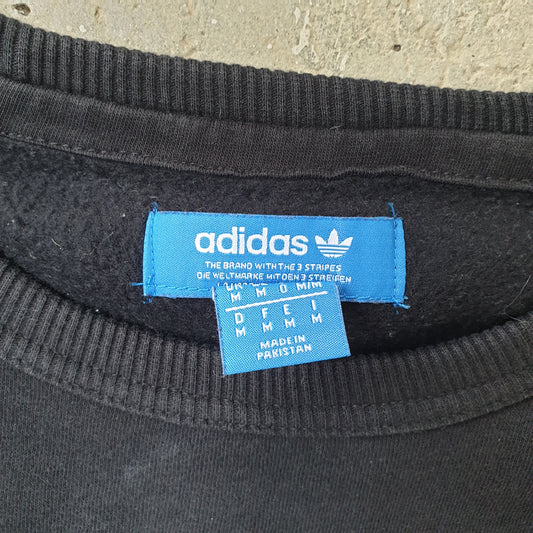 adidas
THE BRAND WITH THE 3 STRIPES
DIE WELTMARKE MIT DEN 3 STREIFEN
M M M M
D F E I
M M M M
MADE IN
PAKISTAN